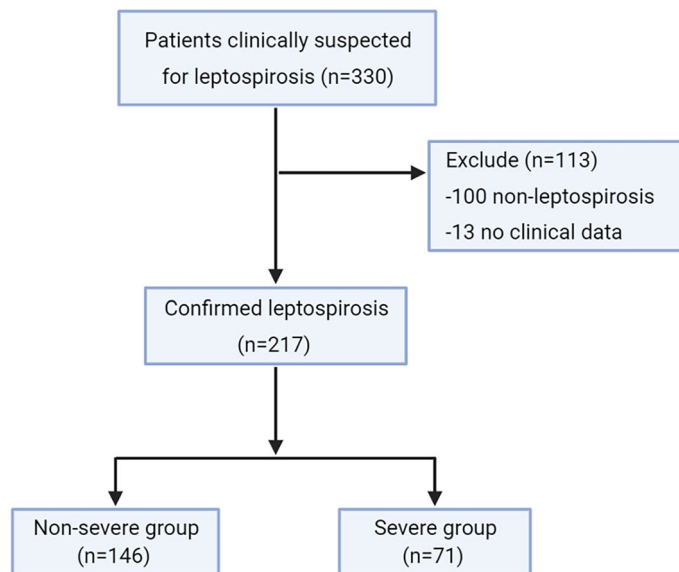 Patients clinically suspected
for leptospirosis (n=330)
Exclude (n=113)
-100 non-leptospirosis
-13 no clinical data
Confirmed leptospirosis
(n=217)
Non-severe group
(n=146)
Severe group
(n=71)